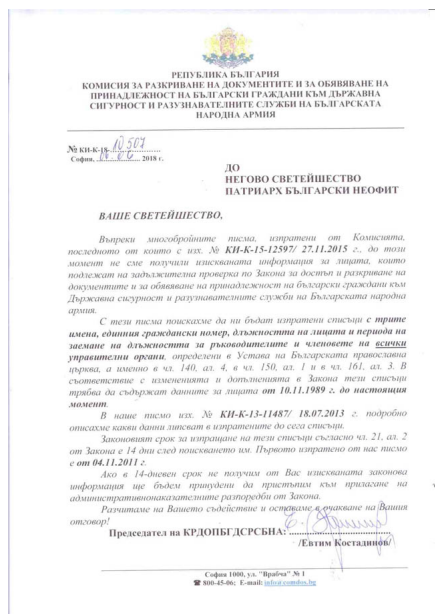 РЕПУБЛИКА БЪЛГАРИЯ
КОМИСИЯ ЗА РАЗКРИВАНЕ НА ДОКУМЕНТИТЕ И ЗА ОБЯВЯВАНЕ НА
ПРИНАДЛЕЖНОСТ НА БЪЛГАРСКИ ГРАЖДАНИ КЪМ ДЪРЖАВНА
СИГУРНОСТ И РАЗУЗНАВАТЕЛНИТЕ СЛУЖБИ НА БЪЛГАРСКАТА
НАРОДНА АРМИЯ
№ КИ-К-18- 10507
София, 2018 г.
ДО
НЕГОВО СВЕТЕЙШЕСТВО
ПАТРИАРХ БЪЛГАРСКИ НЕОФИТ
ВАШЕ СВЕТЕЙШЕСТВО,
Въпреки многобройните писма, изпратени от Комисията,
последното от които с изх. № КИ-К-15-12597/ 27.11.2015 г., до този
момент не сме получили изискваната информация за лицата, които
подлежат на задължителна проверка по Закона за достъп и разкриване на
документите и за обявяване на принадлежност на български граждани към
Държавна сигурност и разузнавателните служби на Българската народна
армия.
С тези писма поискахме да ни бъдат изпратени списъци с трите
имена, единния граждански номер, длъжността на лицата и периода на
заемане на длъжността за ръководителите и членовете на всички
управителни органи, определени в Устава на Българската православна
църква, а именно в чл. 140, ал. 4, в чл. 150, ал. 1 и в чл. 161, ал. 3. В
съответствие с измененията и допълненията в Закона тези списъци
трябва да съдържат данните за лицата от 10.11.1989 г. до настоящия
момент.
В наше писмо изх. № КИ-К-13-11487/ 18.07.2013 г. подробно
описахме какви данни липсват в изпратените до сега списъци.
Законовият срок за изпращане на тези списъци съгласно чл. 21, ал. 2
от Закона е 14 дни след поискването им. Първото изпратено от нас писмо
е от 04.11.2011 г.
Ако в 14-дневен срок не получим от Вас изискваната законова
информация ще бъдем принудени да пристъпим към прилагане на
административнонаказателните разпоредби от Закона.
Разчитаме на Вашето съдействие и оставаме в очакване на Вашия
отговор!
Председател на КРДОПБГДСРСБНА:
/Евтим Костадинов/
София 1000, ул. "Врабча" № 1
☎ 800-45-06; E-mail: info@comdos.bg